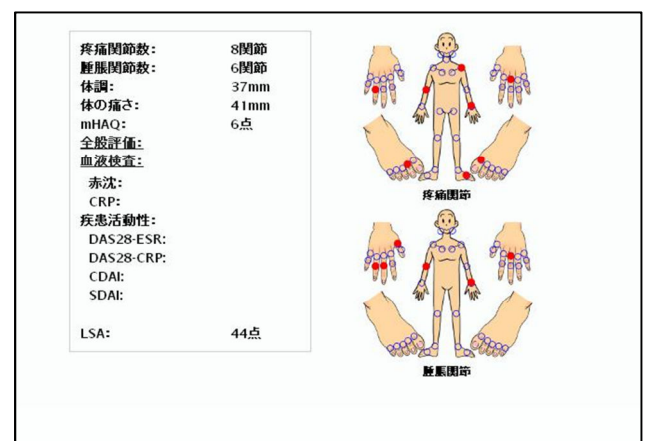 疼痛関節数: 8関節
腫脹関節数: 6関節
体調: 37mm
体の痛さ: 41mm
mHAQ: 6点
全般評価:
血液検査:
赤沈:
CRP:
疾患活動性:
DAS28-ESR:
DAS28-CRP:
CDAI:
SDAI:
LSA: 44点
疼痛関節
腫脹関節